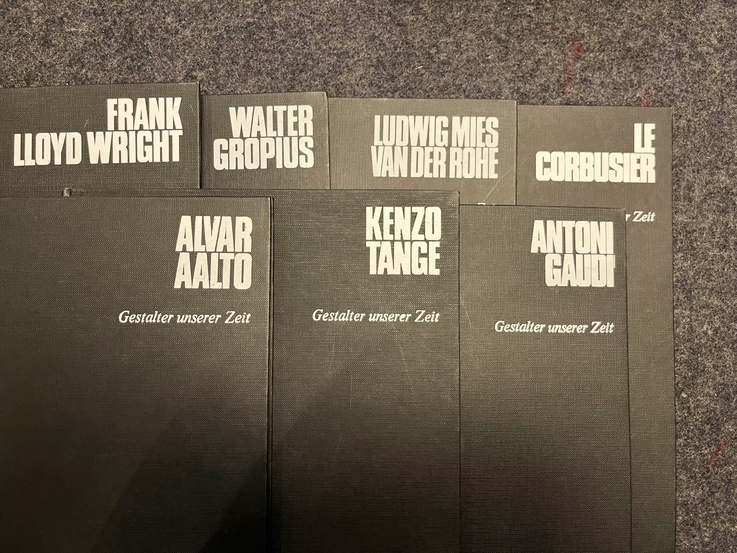 FRANK
LLOYD WRIGHT
WALTER
GROPIUS
LUDWIG MIES
VAN DER ROHE
LE
CORBUSIER
r Zeit
ALVAR
AALTO
Gestalter unserer Zeit
KENZO
TANGE
Gestalter unserer Zeit
ANTONI
GAUDI
Gestalter unserer Zeit